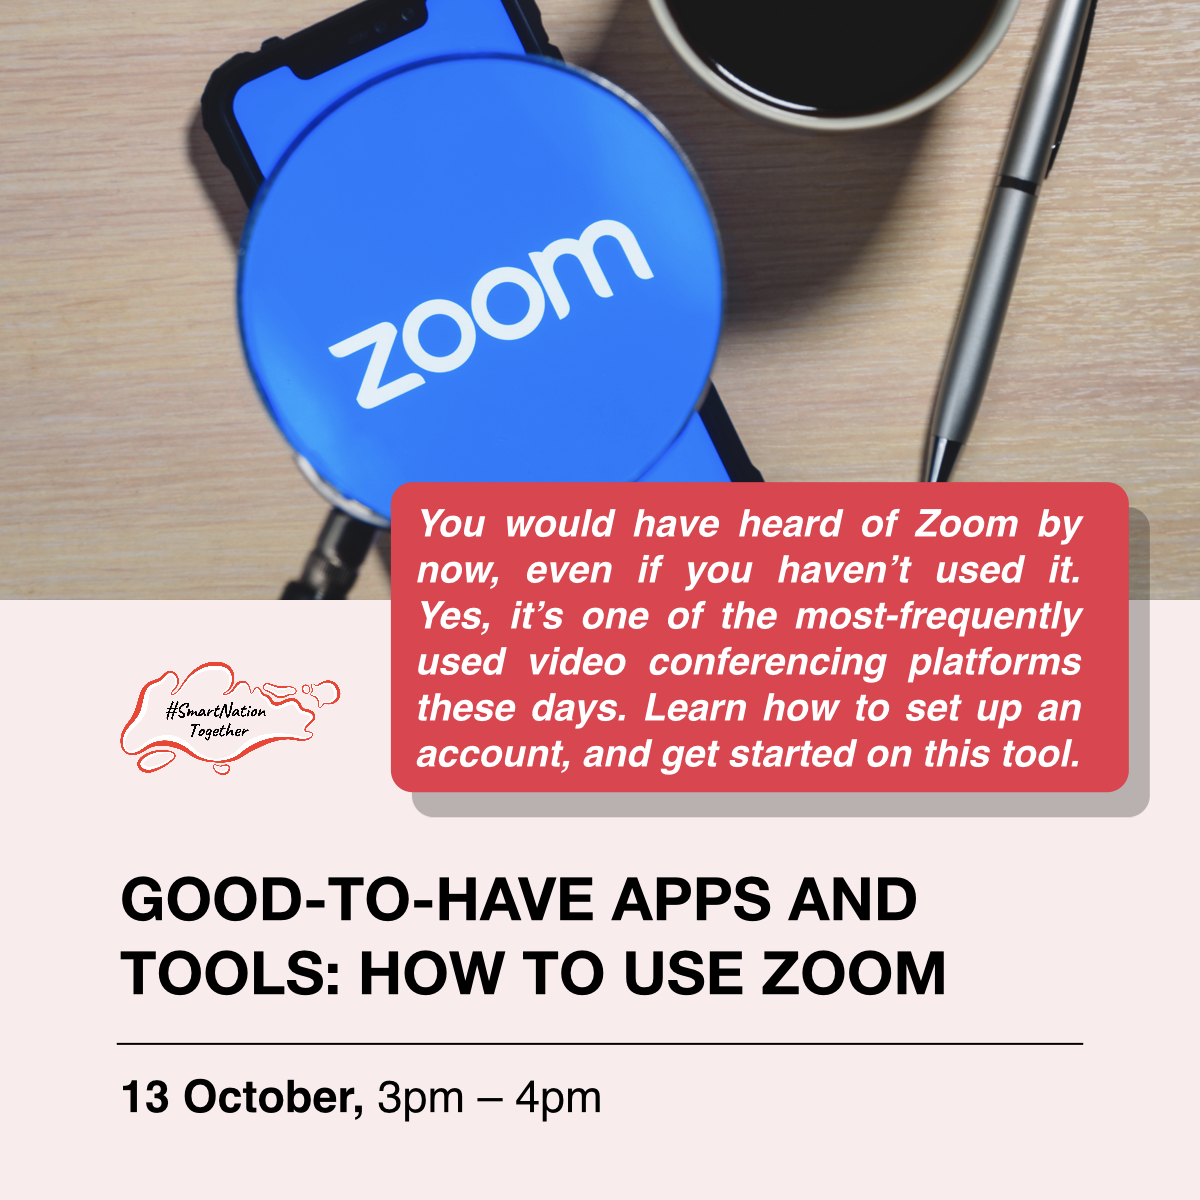 zoom
You would have heard of Zoom by
now, even if you haven’t used it.
Yes, it’s one of the most-frequently
used video conferencing platforms
these days. Learn how to set up an
account, and get started on this tool.
#SmartNation
Together
GOOD-TO-HAVE APPS AND
TOOLS: HOW TO USE ZOOM
13 October, 3pm – 4pm